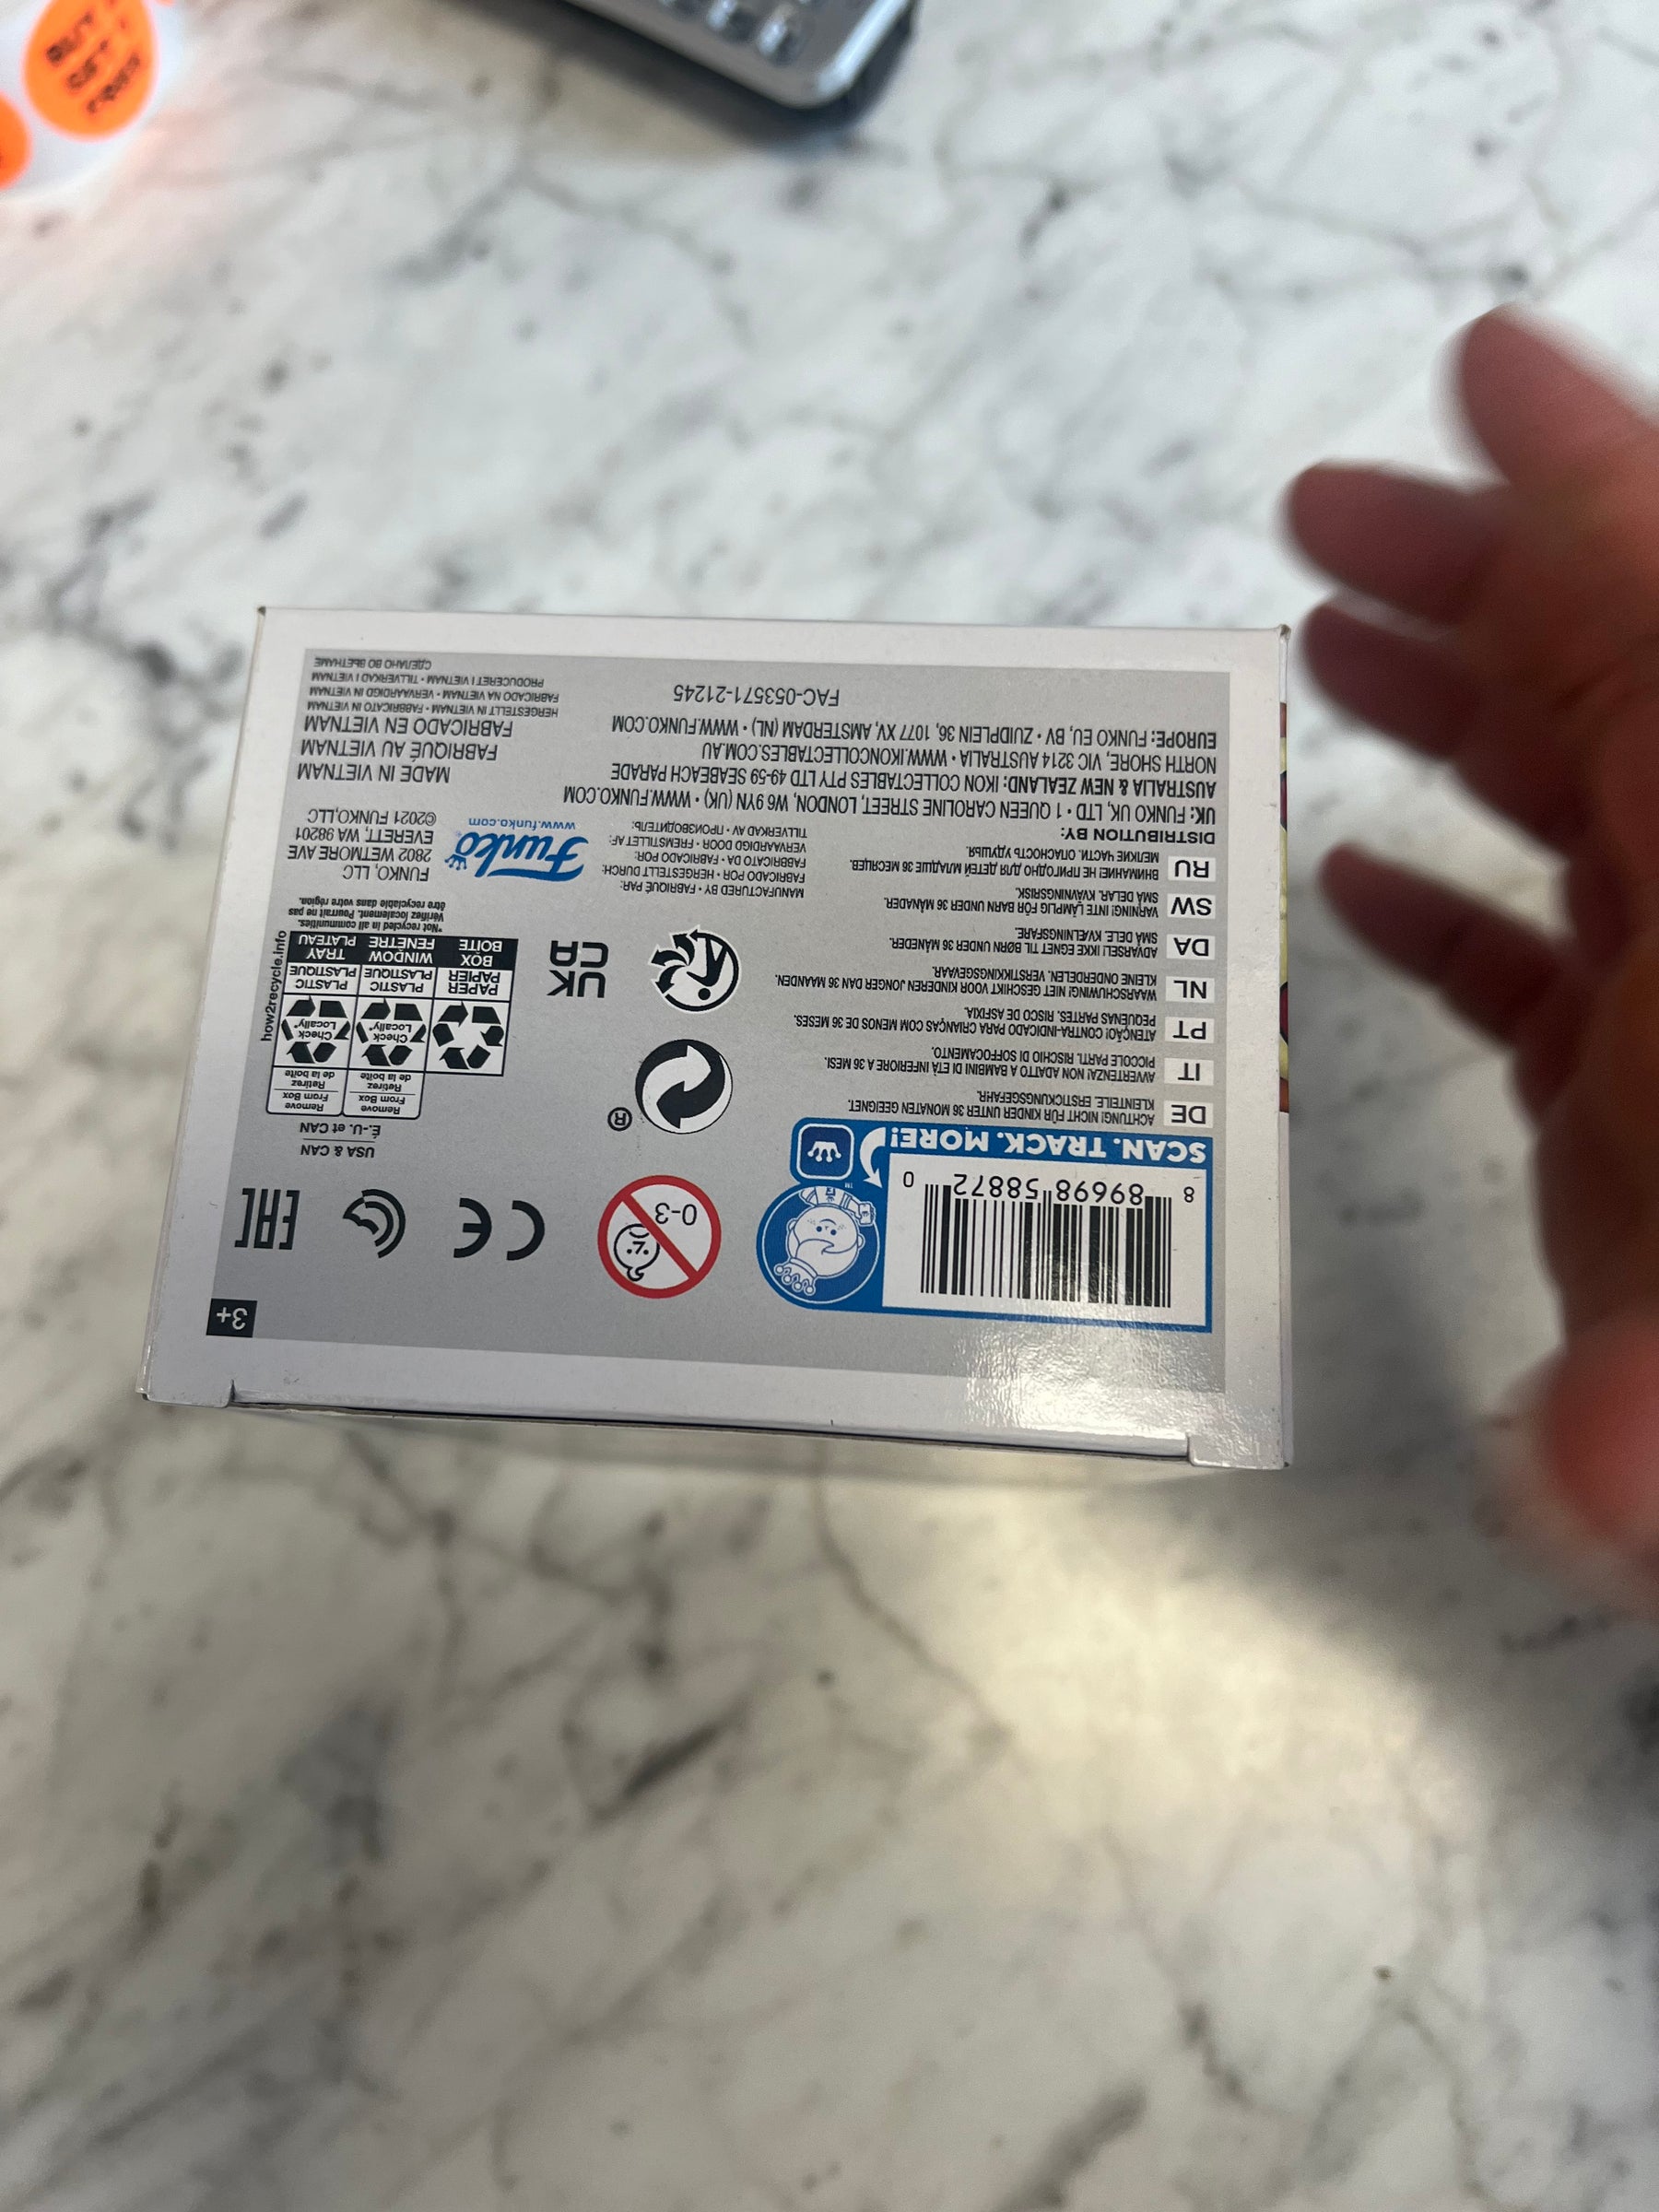 3+
8 89698 58872 0
SCAN. TRACK. MORE!
TM
0-3
CE
EAC
DE
ACHTUNG! NICHT FÜR KINDER UNTER 36 MONATEN GEEIGNET.
KLEINTEILE. ERSTICKUNGSGEFAHR.
IT
AVVERTENZA! NON ADATTO A BAMBINI DI ETÀ INFERIORE A 36 MESI.
PICCOLE PARTI. RISCHIO DI SOFFOCAMENTO.
PT
ATENÇÃO! CONTRA-INDICADO PARA CRIANÇAS COM MENOS DE 36 MESES.
PEQUENAS PARTES. RISCO DE ASFIXIA.
NL
WAARSCHUWING! NIET GESCHIKT VOOR KINDEREN JONGER DAN 36 MAANDEN.
KLEINE ONDERDELEN. VERSTIKKINGSGEVAAR.
DA
ADVARSEL! IKKE EGNET TIL BØRN UNDER 36 MÅNEDER.
SMÅ DELE. KVÆLNINGSFARE.
SW
VARNING! INTE LÄMPLIG FÖR BARN UNDER 36 MÅNADER.
SMÅ DELAR. KVÄVNINGSRISK.
RU
ВНИМАНИЕ! НЕ ПРИГОДНО ДЛЯ ДЕТЕЙ МЛАДШЕ 36 МЕСЯЦЕВ.
МЕЛКИЕ ЧАСТИ. ОПАСНОСТЬ УДУШЬЯ.
®
UK
CA
USA & CAN
É.-U. et CAN
Remove
From Box
Retirez
de la boîte
Remove
From Box
Retirez
de la boîte
Check
Locally*
Check
Locally*
PAPER
PAPIER
PLASTIC
PLASTIQUE
PLASTIC
PLASTIQUE
BOX
BOÎTE
WINDOW
FENÊTRE
TRAY
PLATEAU
how2recycle.info
*Not recycled in all communities.
Vérifiez localement. Pourrait ne pas
être recyclable dans votre région.
MANUFACTURED BY • FABRIQUÉ PAR:
FABRICADO POR • HERGESTELLT DURCH:
FABBRICATO DA • FABRICADO POR:
VERVAARDIGD DOOR • FREMSTILLET AF:
TILLVERKAD AV • ПРОИЗВОДИТЕЛЬ:
Funko
www.funko.com
FUNKO, LLC
2802 WETMORE AVE
EVERETT, WA 98201
©2021 FUNKO,LLC
DISTRIBUTION BY:
UK: FUNKO UK, LTD • 1 QUEEN CAROLINE STREET, LONDON, W6 9YN (UK) • WWW.FUNKO.COM
AUSTRALIA & NEW ZEALAND: IKON COLLECTABLES PTY LTD 49-59 SEABEACH PARADE
NORTH SHORE, VIC 3214 AUSTRALIA • WWW.IKONCOLLECTABLES.COM.AU
EUROPE: FUNKO EU, BV • ZUIDPLEIN 36, 1077 XV, AMSTERDAM (NL) • WWW.FUNKO.COM
FAC-053571-21245
MADE IN VIETNAM
FABRIQUÉ AU VIETNAM
FABRICADO EN VIETNAM
HERGESTELLT IN VIETNAM • FABBRICATO IN VIETNAM
FABRICADO NA VIETNAM • VERVAARDIGD IN VIETNAM
PRODUCERET I VIETNAM • TILLVERKAD I VIETNAM
СДЕЛАНО ВО ВЬЕТНАМЕ